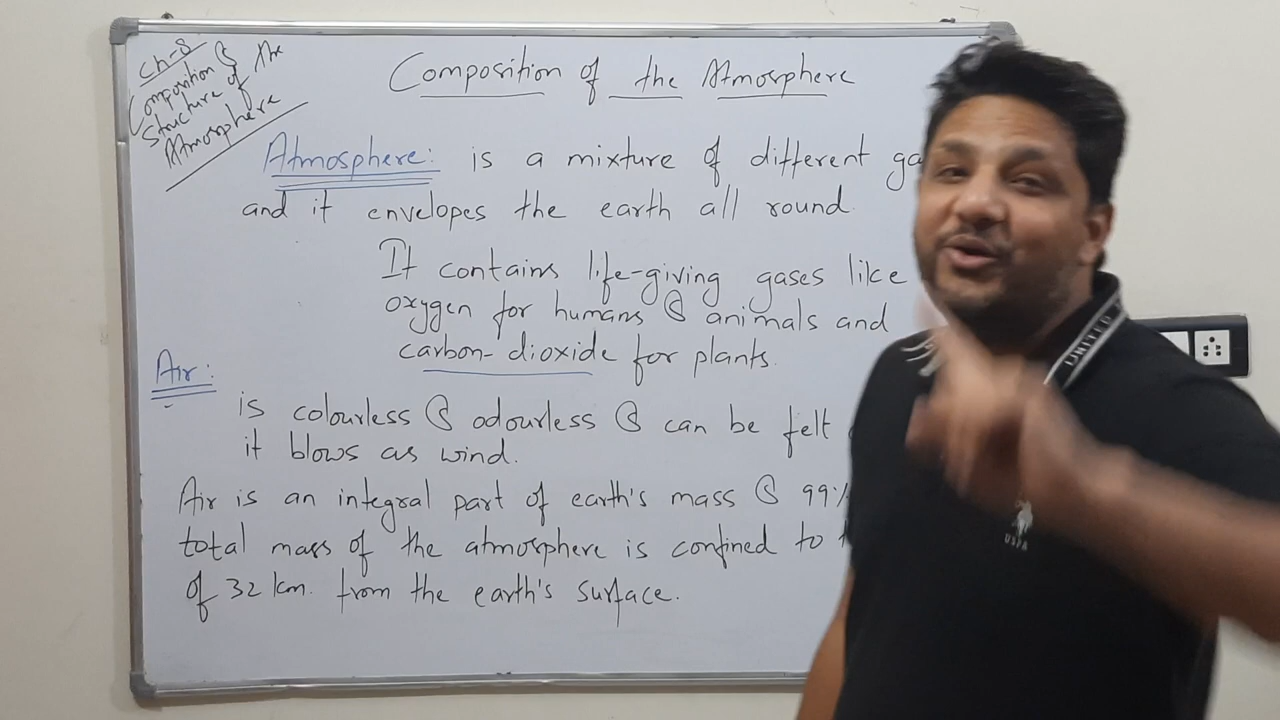 Ch-8
Composition & 
Structure of the
Atmosphere
Composition of the Atmosphere
Atmosphere: is a mixture of different ga
and it envelopes the earth all round.
It contains life-giving gases like
oxygen for humans & animals and
carbon-dioxide for plants.
Air:
is colourless & odourless & can be felt
it blows as wind.
Air is an integral part of earth's mass & 99%
total mass of the atmosphere is confined to
of 32 km. from the earth's surface.
UNITED
USPA